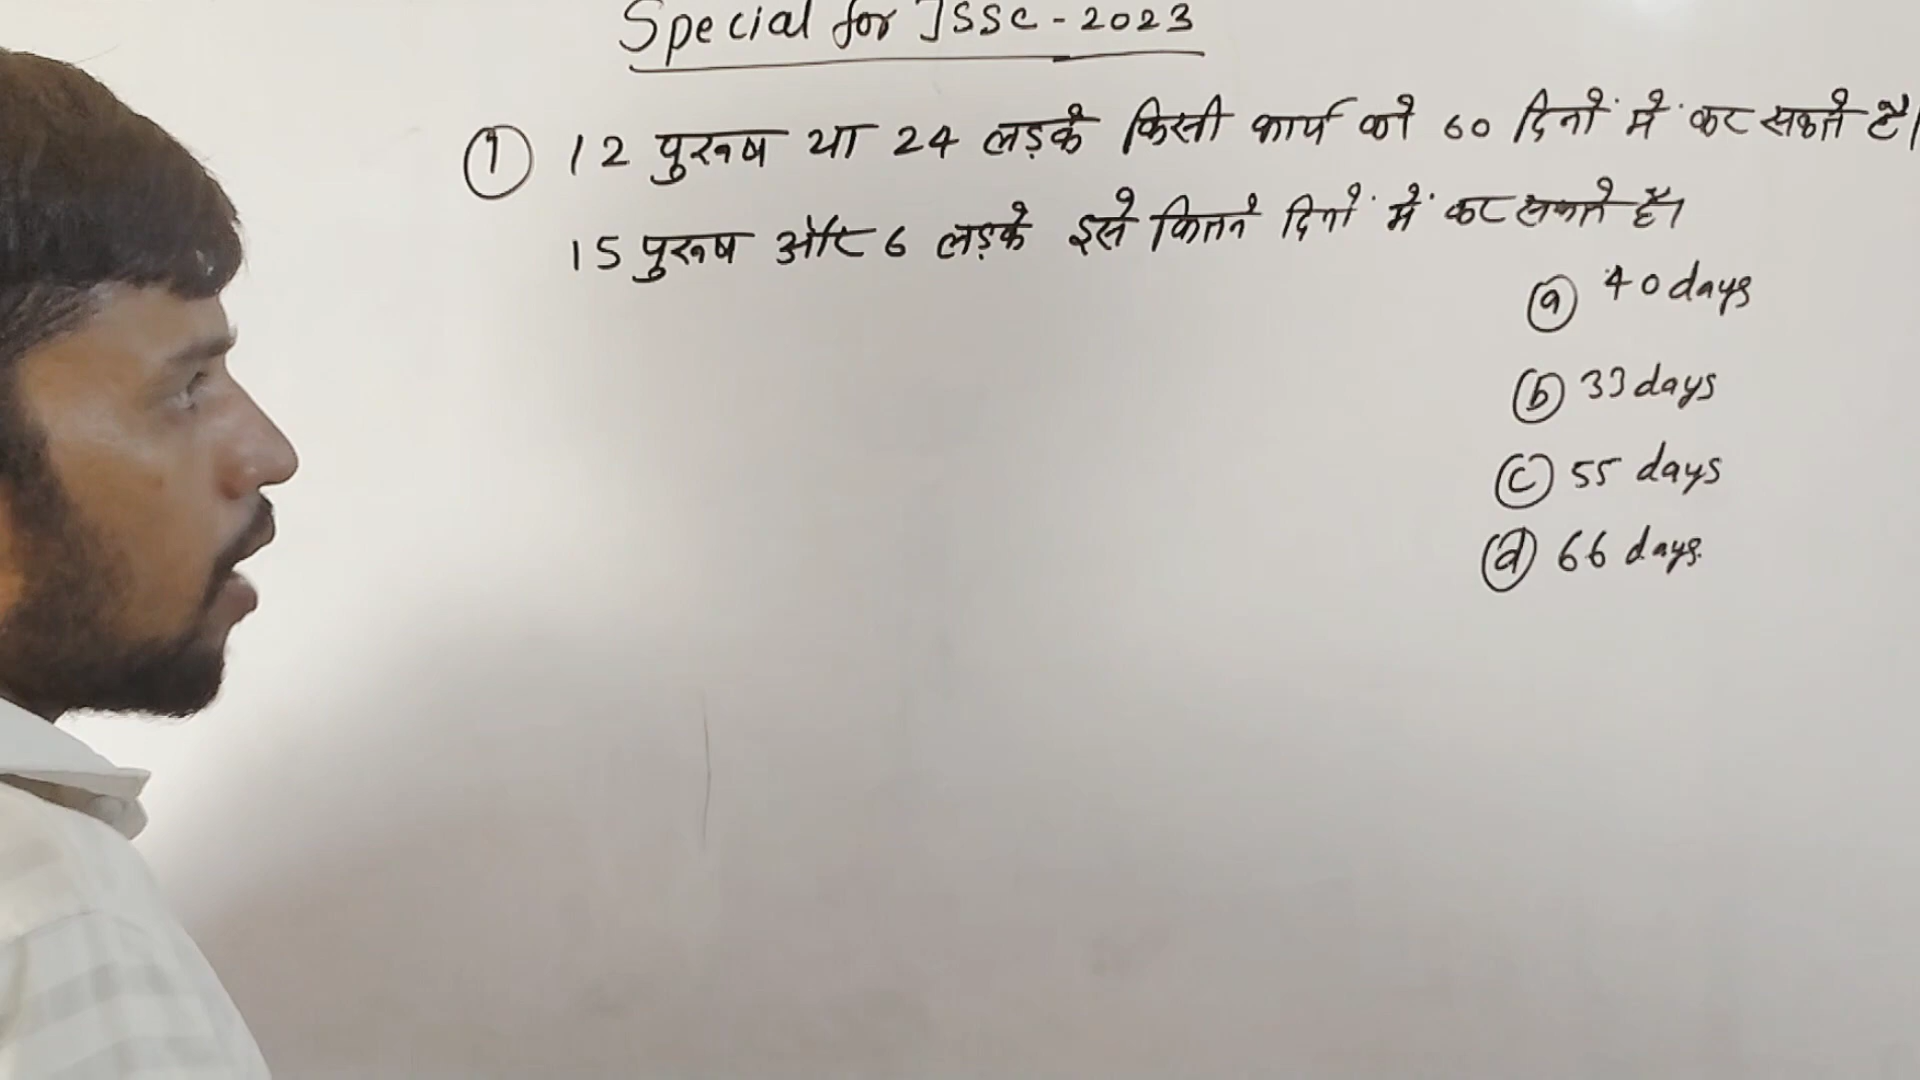 Special for JSSC - 2023
① 12 पुरूष या 24 लड़के किसी कार्य को 60 दिनों में कर सकते हैं।
15 पुरूष और 6 लड़के इसे कितने दिनों में कर सकते हैं।
ⓐ 40 days
ⓑ 33 days
ⓒ 55 days
ⓓ 66 days.